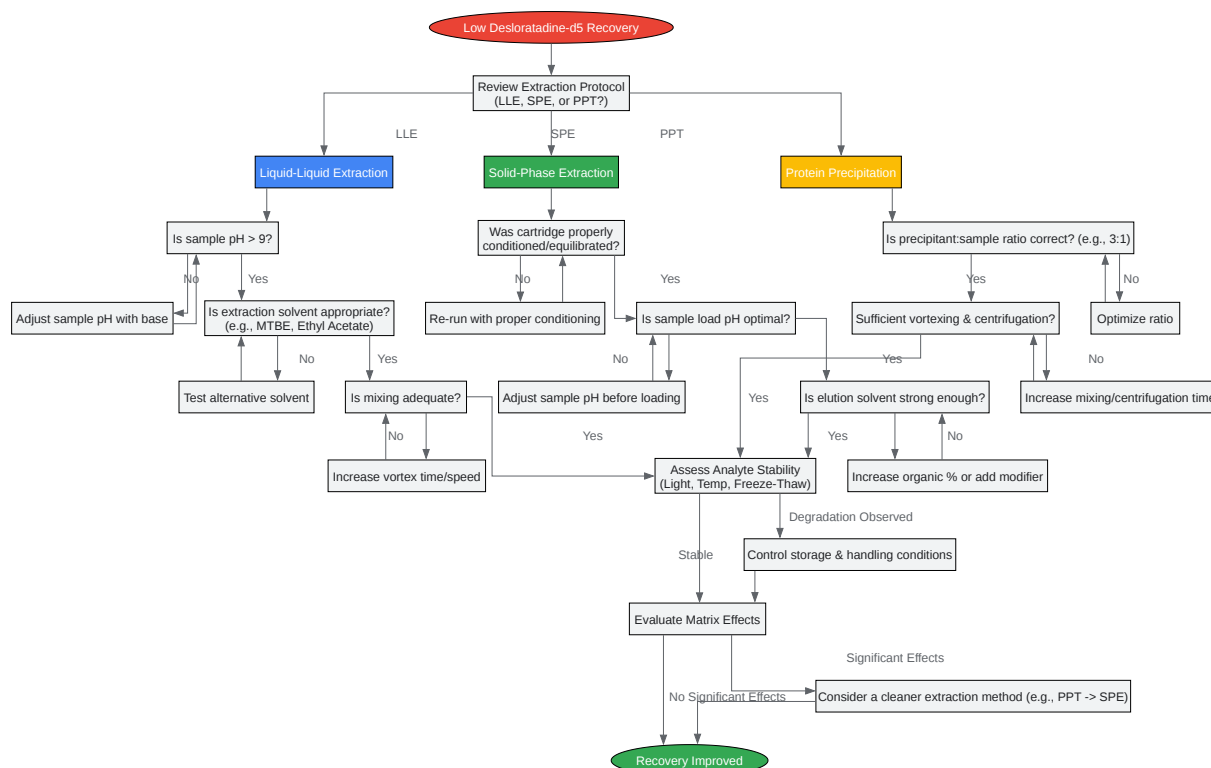 Low Desloratadine-d5 Recovery
Review Extraction Protocol
(LLE, SPE, or PPT?)
LLE
SPE
PPT
Liquid-Liquid Extraction
Solid-Phase Extraction
Protein Precipitation
Is sample pH > 9?
Was cartridge properly
conditioned/equilibrated?
Is precipitant:sample ratio correct? (e.g., 3:1)
No
Yes
No
Yes
Yes
No
Adjust sample pH with base
Is extraction solvent appropriate?
(e.g., MTBE, Ethyl Acetate)
Re-run with proper conditioning
Is sample load pH optimal?
Sufficient vortexing & centrifugation?
Optimize ratio
No
Yes
No
Yes
No
Test alternative solvent
Is mixing adequate?
Adjust sample pH before loading
Yes
Is elution solvent strong enough?
Increase mixing/centrifugation time
No
Yes
Yes
No
Increase vortex time/speed
Assess Analyte Stability
(Light, Temp, Freeze-Thaw)
Increase organic % or add modifier
Degradation Observed
Stable
Control storage & handling conditions
Evaluate Matrix Effects
Significant Effects
No Significant Effects
Consider a cleaner extraction method (e.g., PPT -> SPE)
Recovery Improved